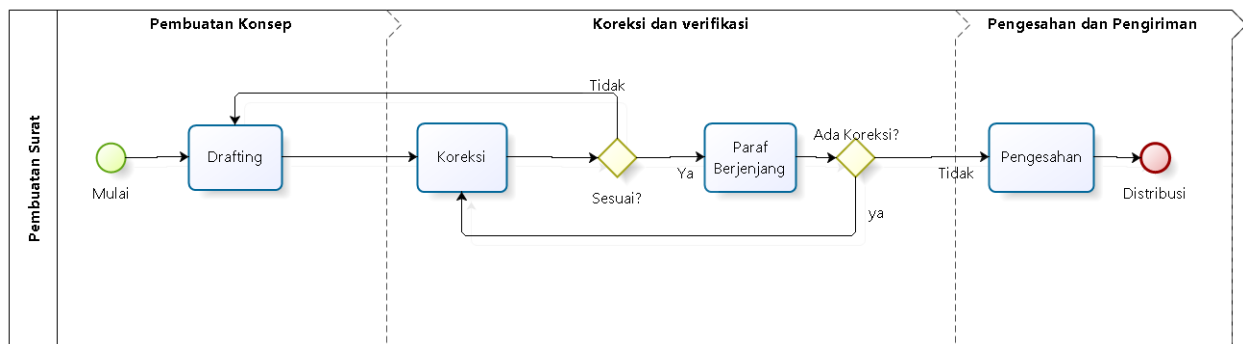 Pembuatan Konsep
Koreksi dan verifikasi
Pengesahan dan Pengiriman
Pembuatan Surat
Mulai
Drafting
Koreksi
Tidak
Sesuai?
Ya
Paraf
Berjenjang
Ada Koreksi?
ya
Tidak
Pengesahan
Distribusi